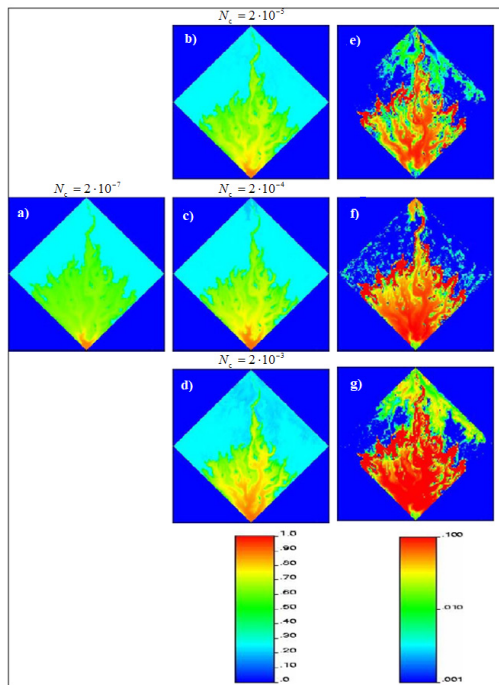 N_c = 2·10⁻⁵
b)
e)
N_c = 2·10⁻⁷
N_c = 2·10⁻⁴
a)
c)
f)
N_c = 2·10⁻³
d)
g)
1.0
.90
.80
.70
.60
.50
.40
.30
.20
.10
.0
.100
.010
.001